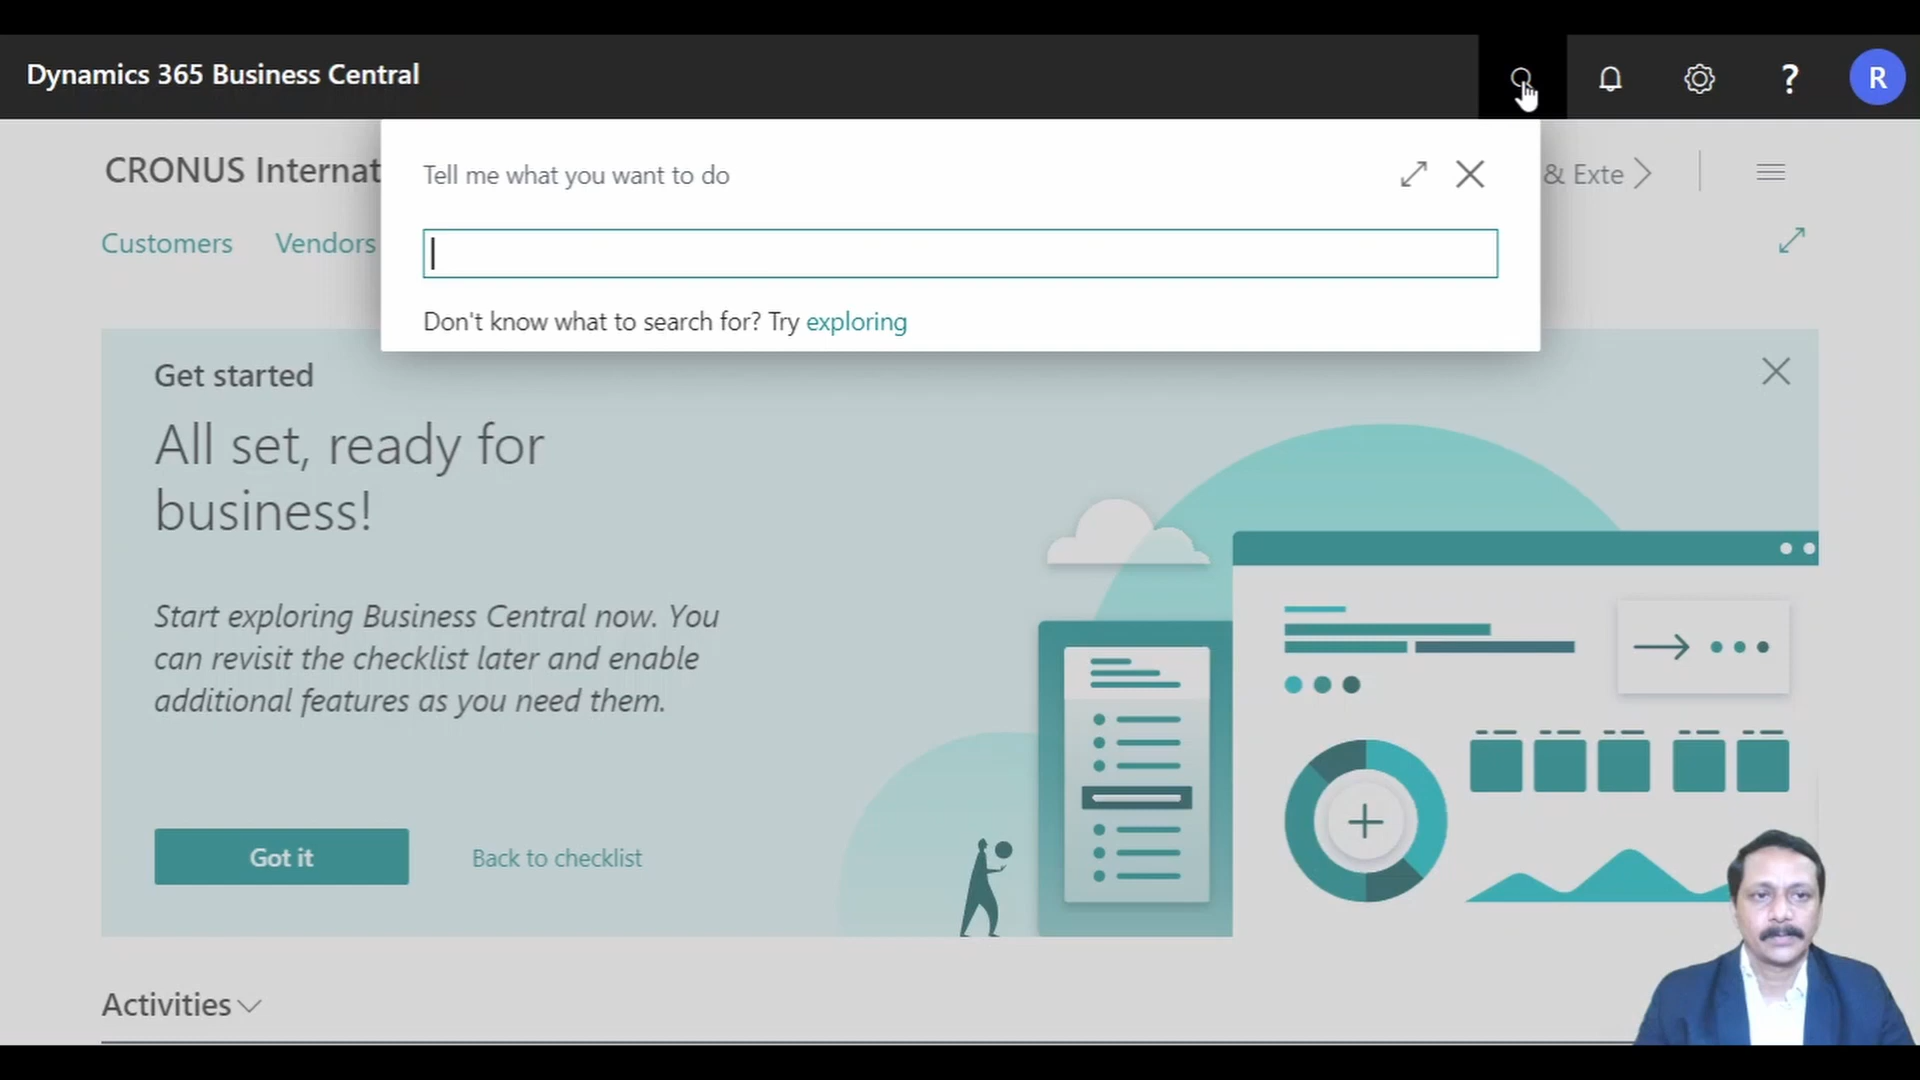 Dynamics 365 Business Central
?
R
CRONUS Internat
Tell me what you want to do
& Exte
Customers
Vendors
Don't know what to search for? Try exploring
Get started
All set, ready for
business!
Start exploring Business Central now. You
can revisit the checklist later and enable
additional features as you need them.
Got it
Back to checklist
Activities